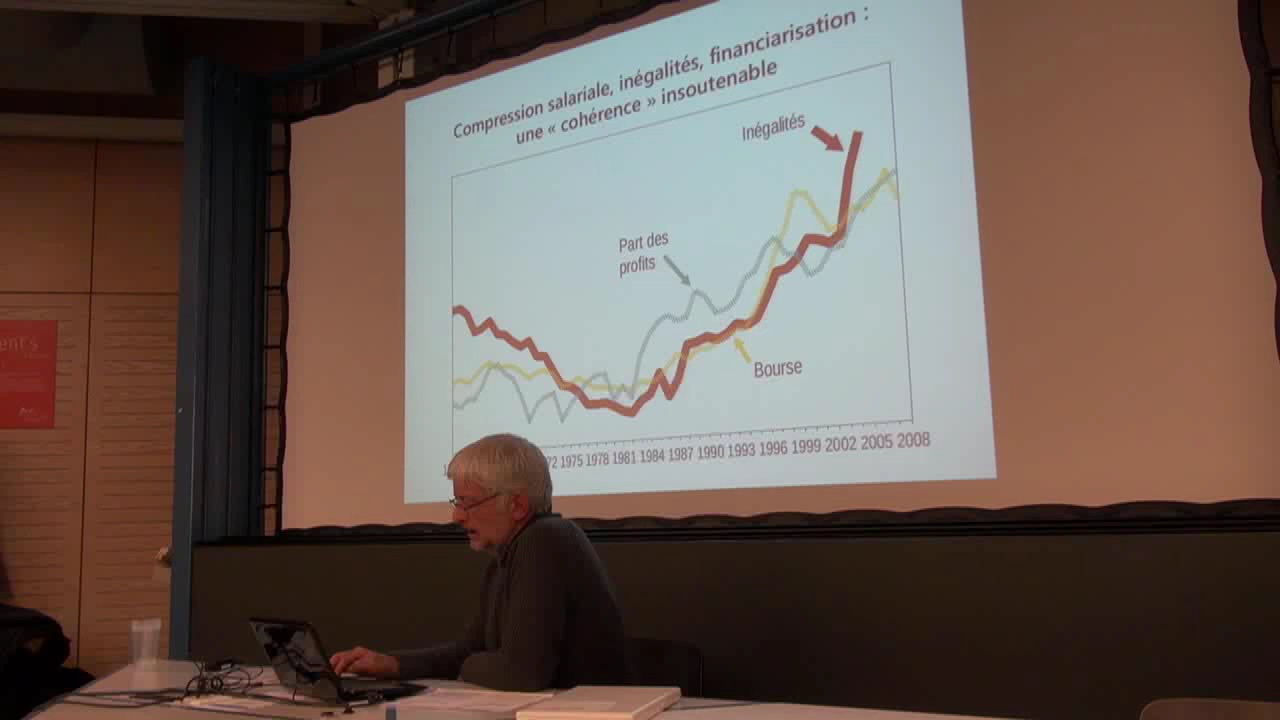 Compression salariale, inégalités, financiarisation :
une « cohérence » insoutenable
Inégalités
Part des
profits
Bourse
1975 1978 1981 1984 1987 1990 1993 1996 1999 2002 2005 2008